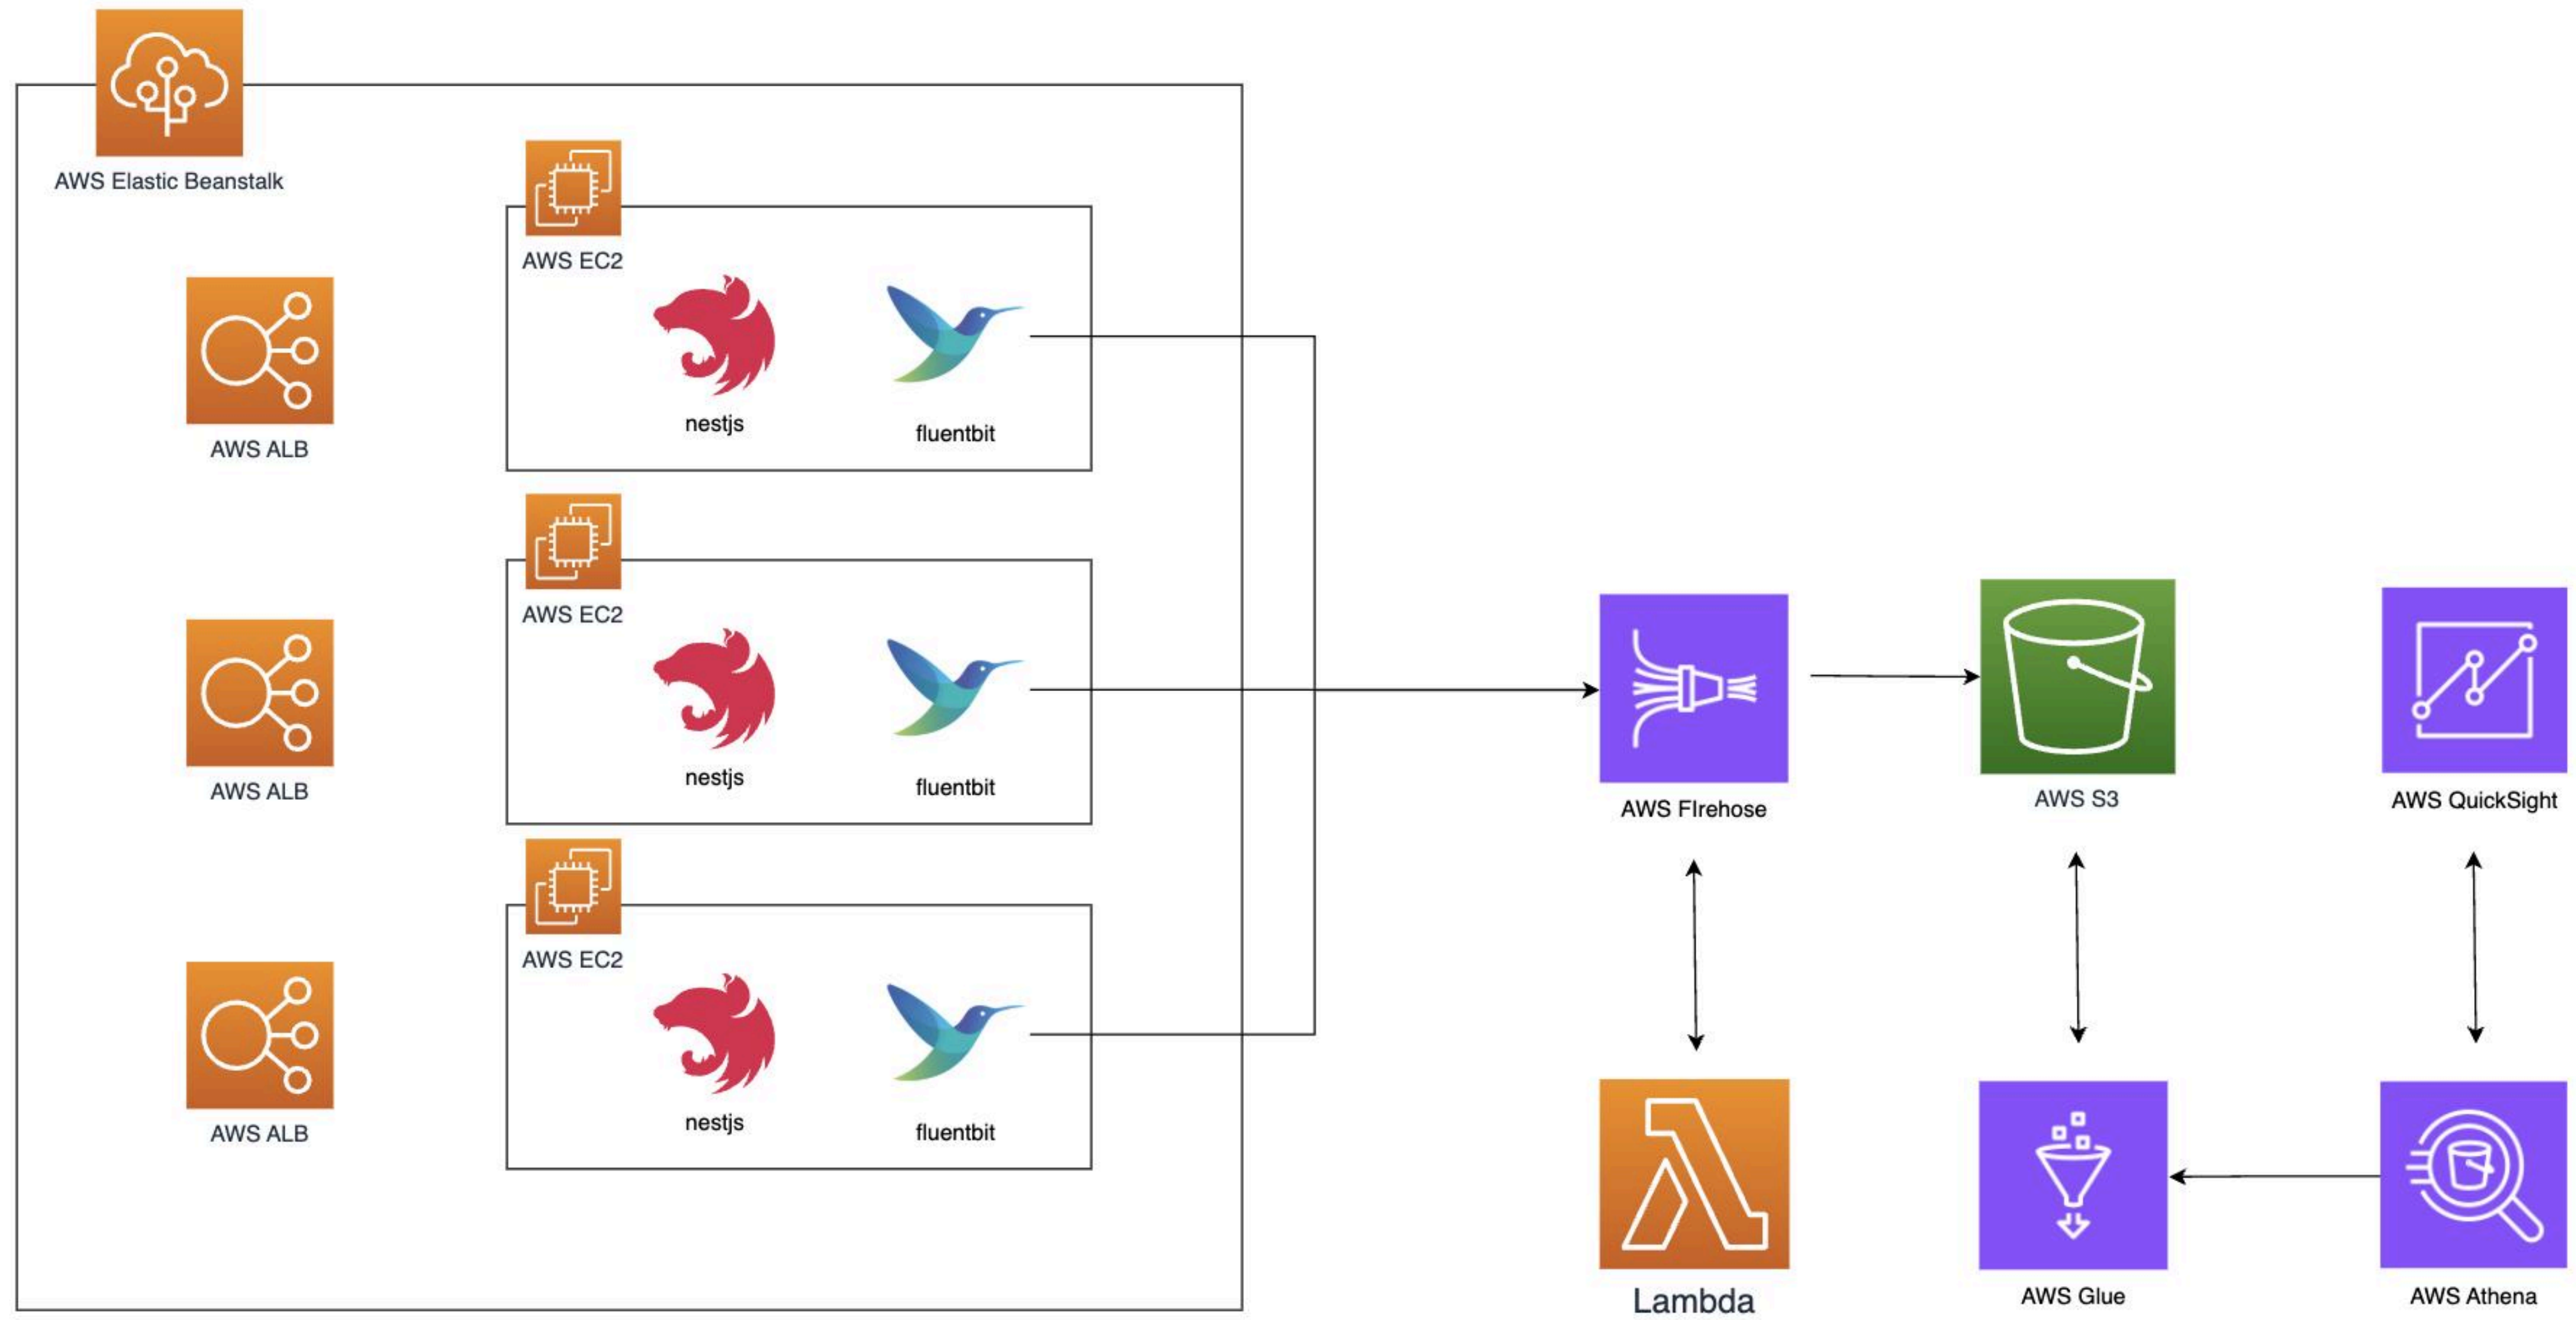 AWS Elastic Beanstalk
AWS EC2
nestjs
fluentbit
AWS ALB
AWS EC2
nestjs
fluentbit
AWS ALB
AWS EC2
nestjs
fluentbit
AWS ALB
AWS FIrehose
AWS S3
AWS QuickSight
Lambda
AWS Glue
AWS Athena